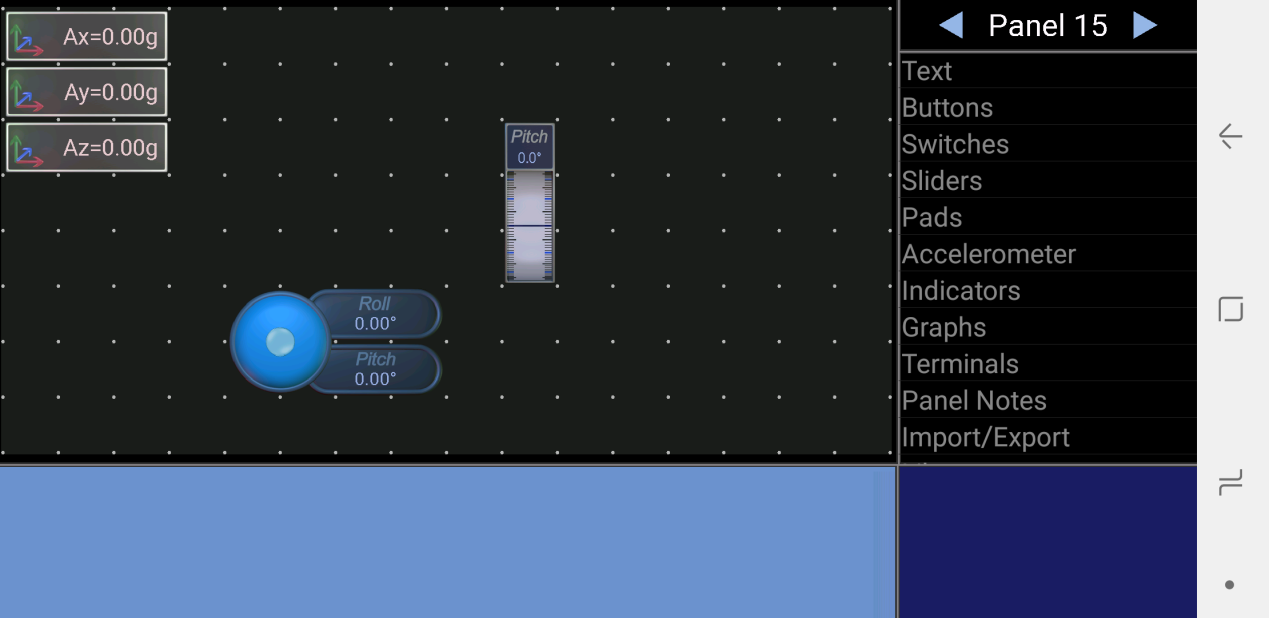 Ax=0.00g
Ay=0.00g
Az=0.00g
Pitch
0.0°
Roll
0.00°
Pitch
0.00°
Panel 15
Text
Buttons
Switches
Sliders
Pads
Accelerometer
Indicators
Graphs
Terminals
Panel Notes
Import/Export